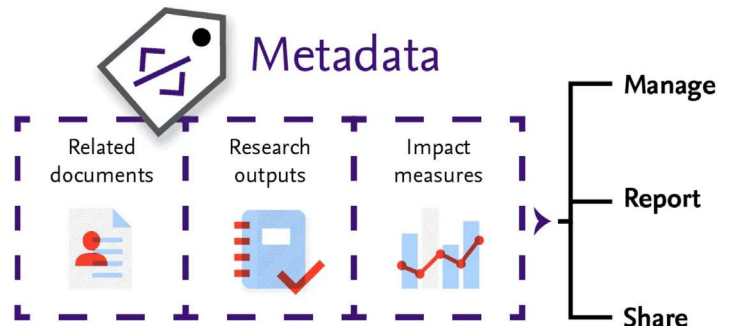 Metadata
Related
documents
Research
outputs
Impact
measures
Manage
Report
Share